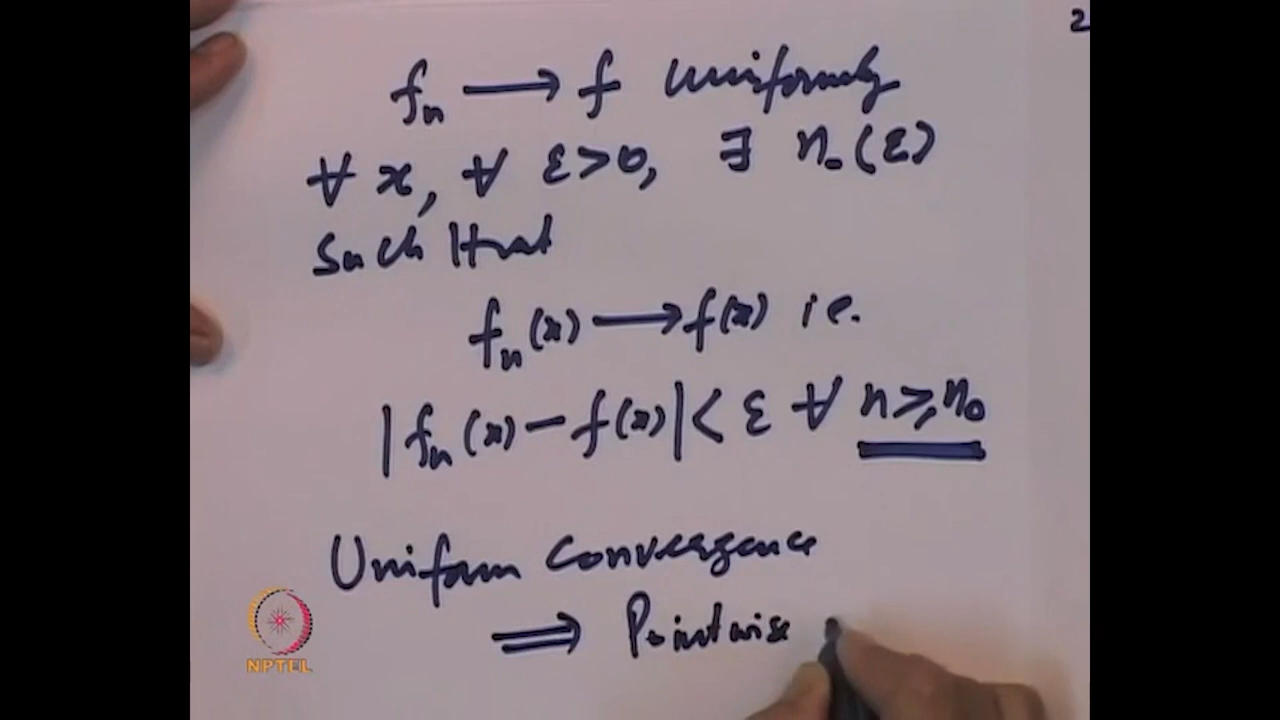 2
fₙ ⟶ f uniformly
∀ x, ∀ ε>0, ∃ n₀(ε)
Such that
fₙ(x) ⟶ f(x) i.e.
|fₙ(x) − f(x)| < ε ∀ n ≥ n₀
Uniform Convergence
⟹ Pointwise
NPTEL